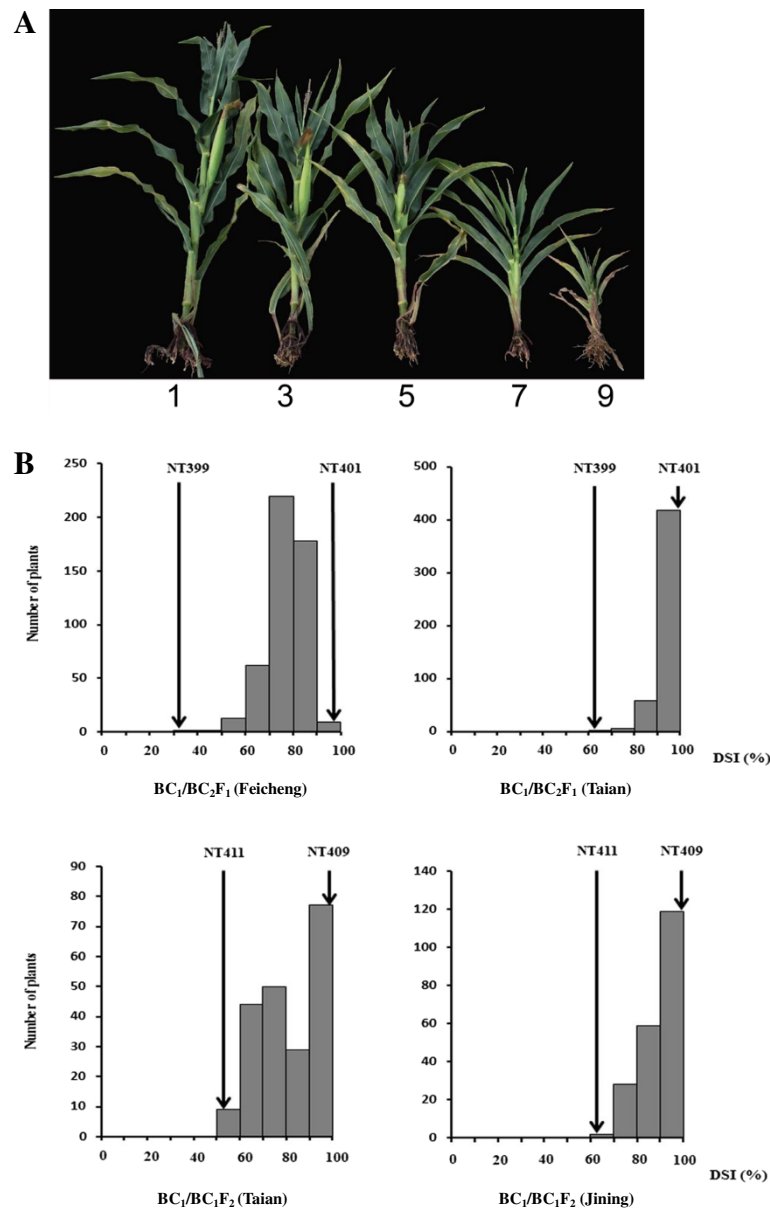 A
1 3 5 7 9
B
NT399 NT401
250
200
150
100
50
0
Number of plants
0 20 40 60 80 100
BC₁/BC₂F₁ (Feicheng)
NT399 NT401
500
400
300
200
100
0
0 20 40 60 80 100
DSI (%)
BC₁/BC₂F₁ (Taian)
NT411 NT409
90
80
70
60
50
40
30
20
10
0
Number of plants
0 20 40 60 80 100
BC₁/BC₁F₂ (Taian)
NT411 NT409
140
120
100
80
60
40
20
0
0 20 40 60 80 100
DSI (%)
BC₁/BC₁F₂ (Jining)